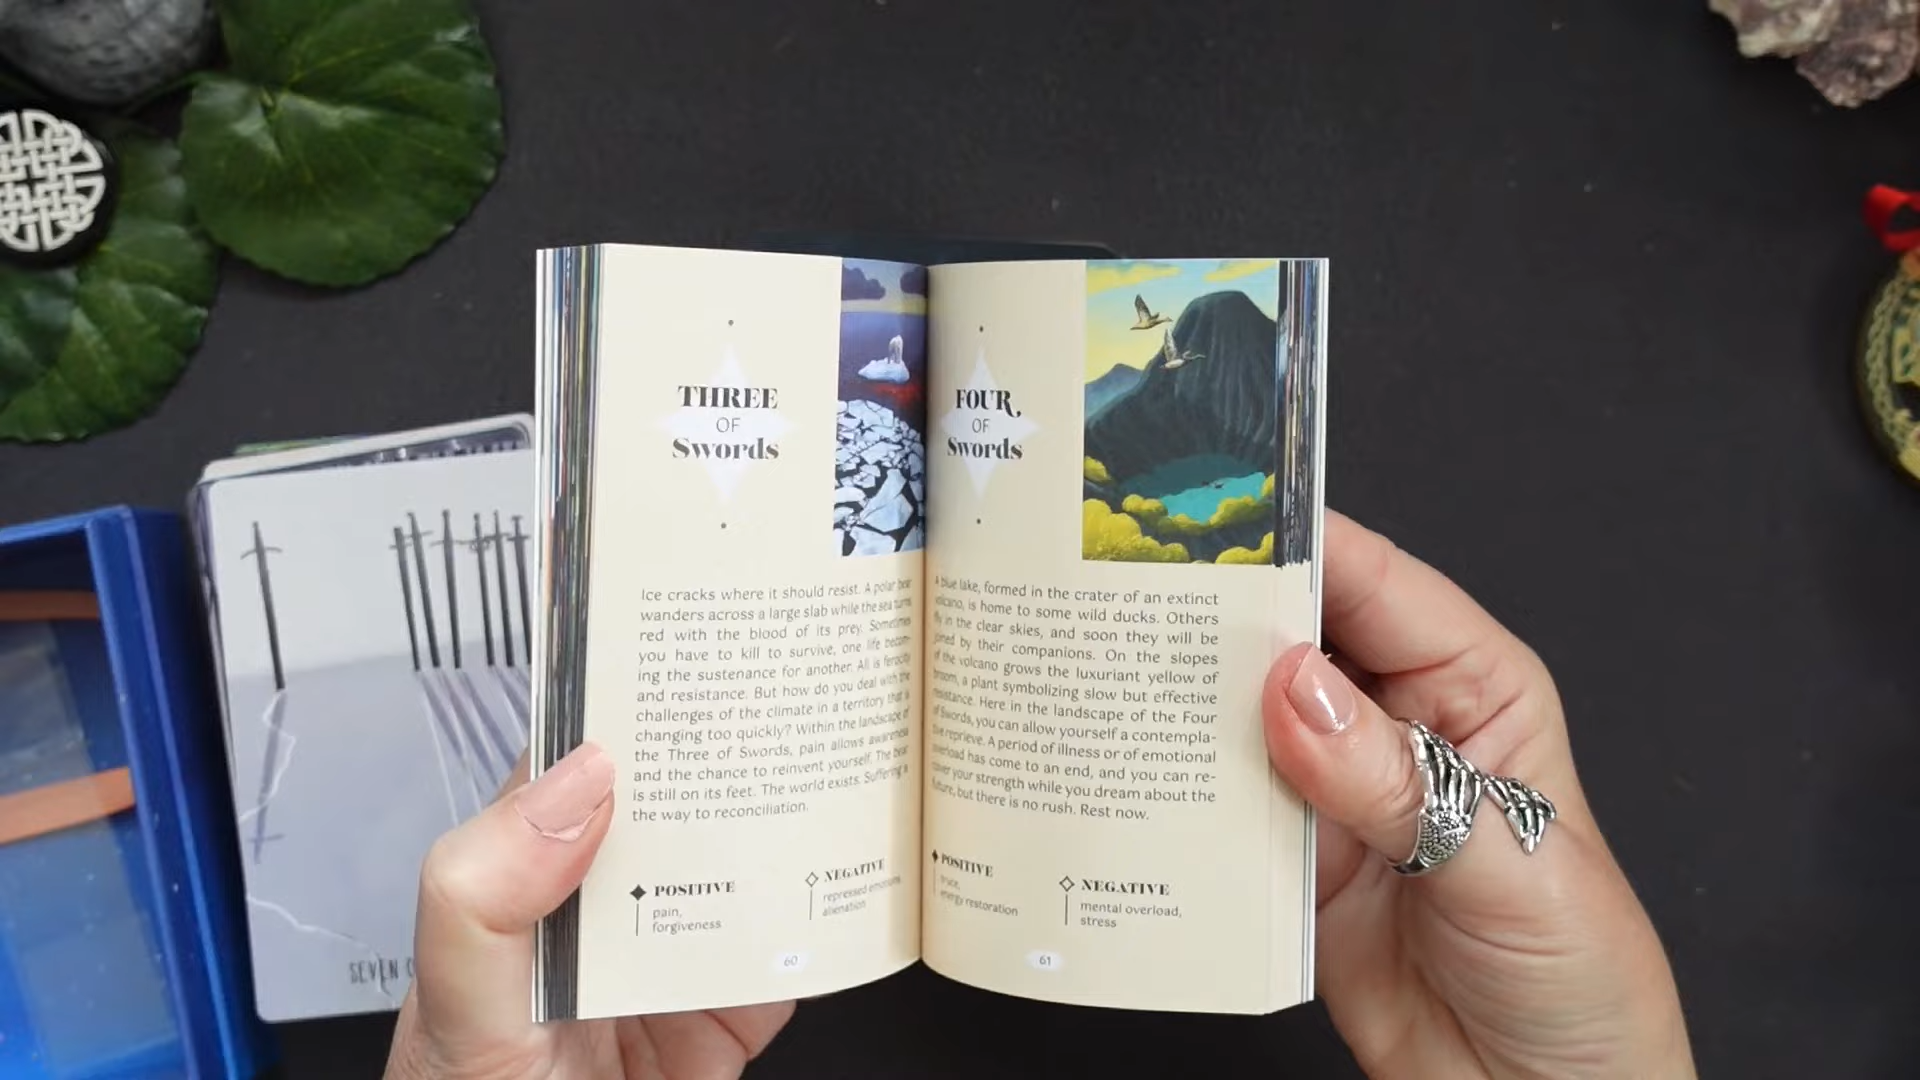 THREE
OF
Swords
Ice cracks where it should resist. A polar bear
wanders across a large slab while the sea turns
red with the blood of its prey. Sometimes
you have to kill to survive, one life becom-
ing the sustenance for another. All is ferocity
and resistance. But how do you deal with the
challenges of the climate in a territory that is
changing too quickly? Within the landscape of
the Three of Swords, pain allows awareness
and the chance to reinvent yourself. The bear
is still on its feet. The world exists. Suffering is
the way to reconciliation.
POSITIVE
pain,
forgiveness
NEGATIVE
repressed emotions,
alienation
60
FOUR
OF
Swords
A blue lake, formed in the crater of an extinct
volcano, is home to some wild ducks. Others
fly in the clear skies, and soon they will be
joined by their companions. On the slopes
of the volcano grows the luxuriant yellow of
broom, a plant symbolizing slow but effective
resistance. Here in the landscape of the Four
of Swords, you can allow yourself a contempla-
tive reprieve. A period of illness or of emotional
overload has come to an end, and you can re-
cover your strength while you dream about the
future, but there is no rush. Rest now.
POSITIVE
truce,
energy restoration
NEGATIVE
mental overload,
stress
61
SEVEN